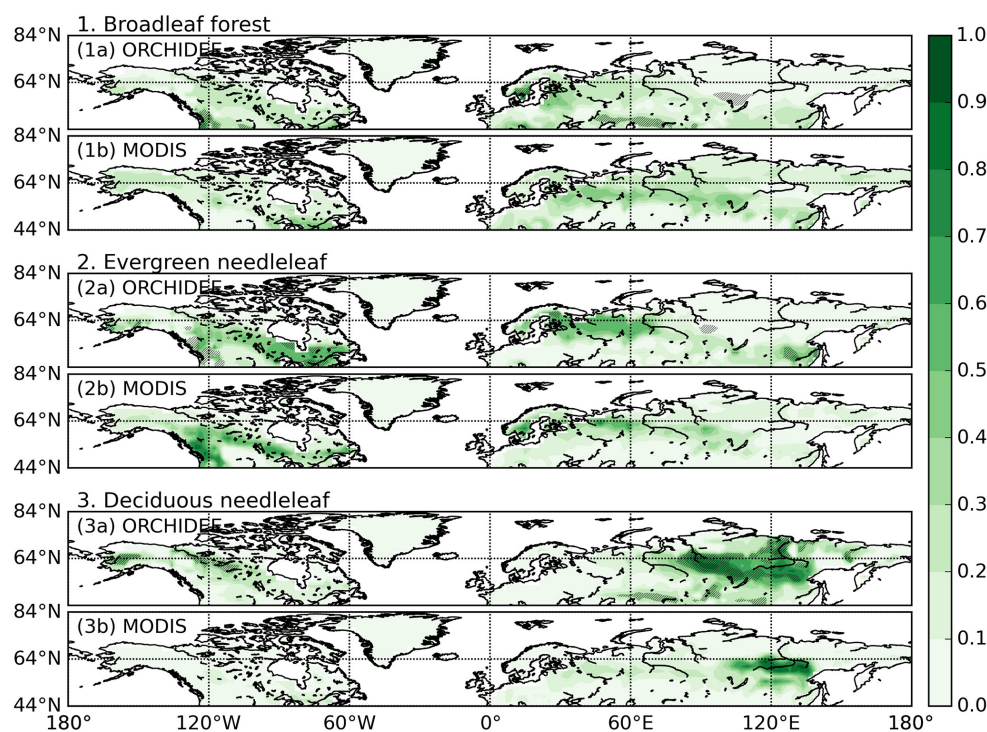 1. Broadleaf forest
84°N
(1a) ORCHIDEE
64°N
84°N
(1b) MODIS
64°N
44°N
2. Evergreen needleleaf
84°N
(2a) ORCHIDEE
64°N
84°N
(2b) MODIS
64°N
44°N
3. Deciduous needleleaf
84°N
(3a) ORCHIDEE
64°N
84°N
(3b) MODIS
64°N
44°N
180°
120°W
60°W
0°
60°E
120°E
180°
1.0
0.9
0.8
0.7
0.6
0.5
0.4
0.3
0.2
0.1
0.0